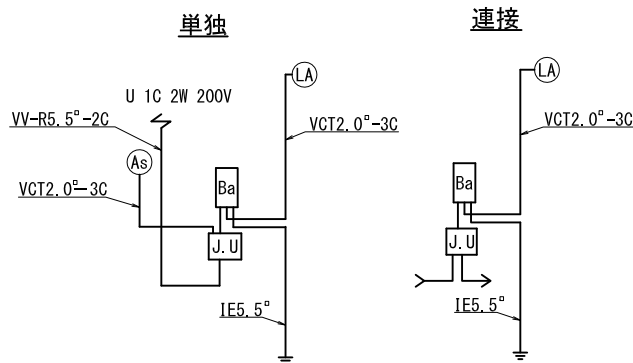 単独
連接
LA
LA
U 1C 2W 200V
VV-R5.5□-2C
VCT2.0□-3C
VCT2.0□-3C
As
Ba
Ba
VCT2.0□-3C
J.U
J.U
IE5.5□
IE5.5□